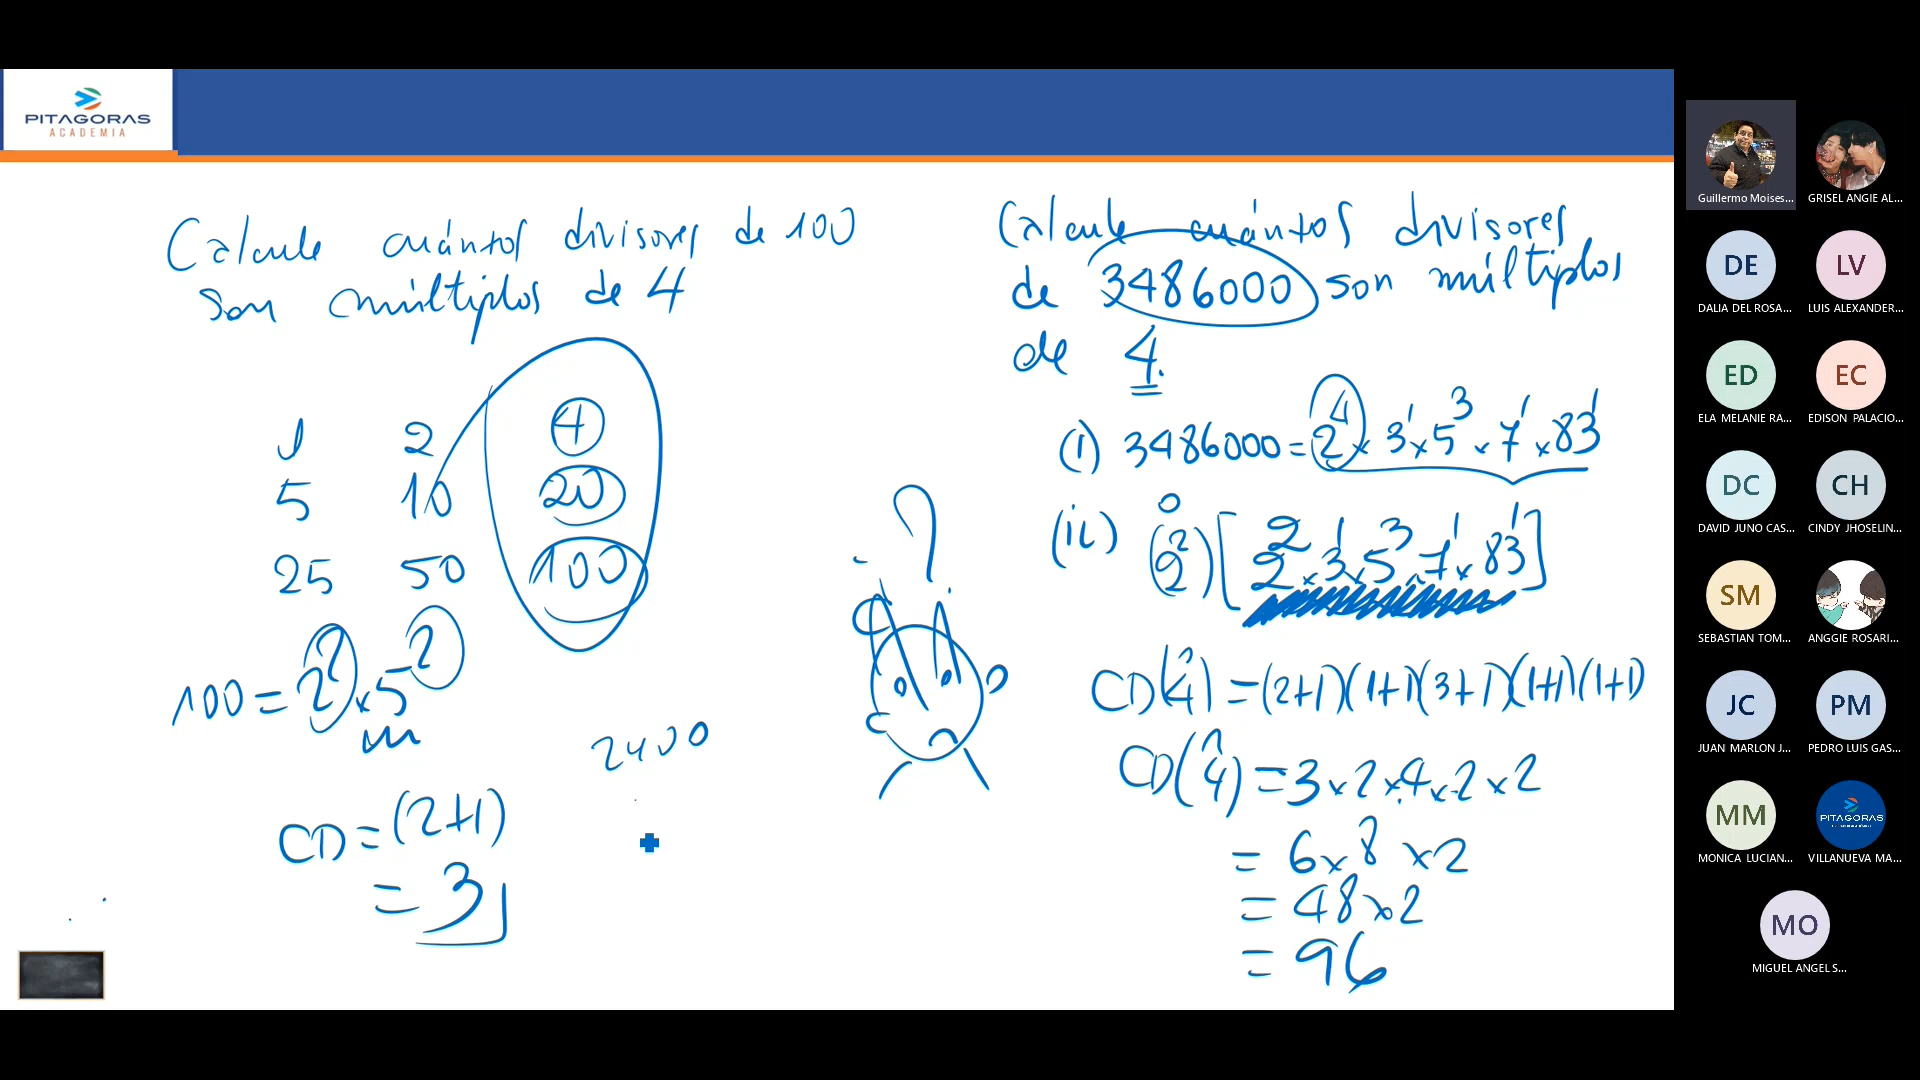 PITAGORAS
ACADEMIA
Calcule cuántos divisores de 100
son múltiplos de 4
1 2 4
5 10 20
25 50 100
100 = 2² × 5²
2400
CD = (2+1)
= 3
Calcule cuántos divisores
de 3486000 son múltiplos
de 4.
(i) 3486000 = 2⁴ × 3¹ × 5³ × 7¹ × 83¹
(ii) (2²) [2² × 3¹ × 5³ × 7¹ × 83¹]
CD(4) = (2+1)(1+1)(3+1)(1+1)(1+1)
CD(4) = 3 × 2 × 4 × 2 × 2
= 6 × 8 × 2
= 48 × 2
= 96
?
Guillermo Moises...
GRISEL ANGIE AL...
DE
DALIA DEL ROSA...
LV
LUIS ALEXANDER...
ED
ELA MELANIE RA...
EC
EDISON PALACIO...
DC
DAVID JUNO CAS...
CH
CINDY JHOSELIN...
SM
SEBASTIAN TOM...
ANGGIE ROSARI...
JC
JUAN MARLON J...
PM
PEDRO LUIS GAS...
MM
MONICA LUCIAN...
PITAGORAS
VILLANUEVA MA...
MO
MIGUEL ANGEL S...